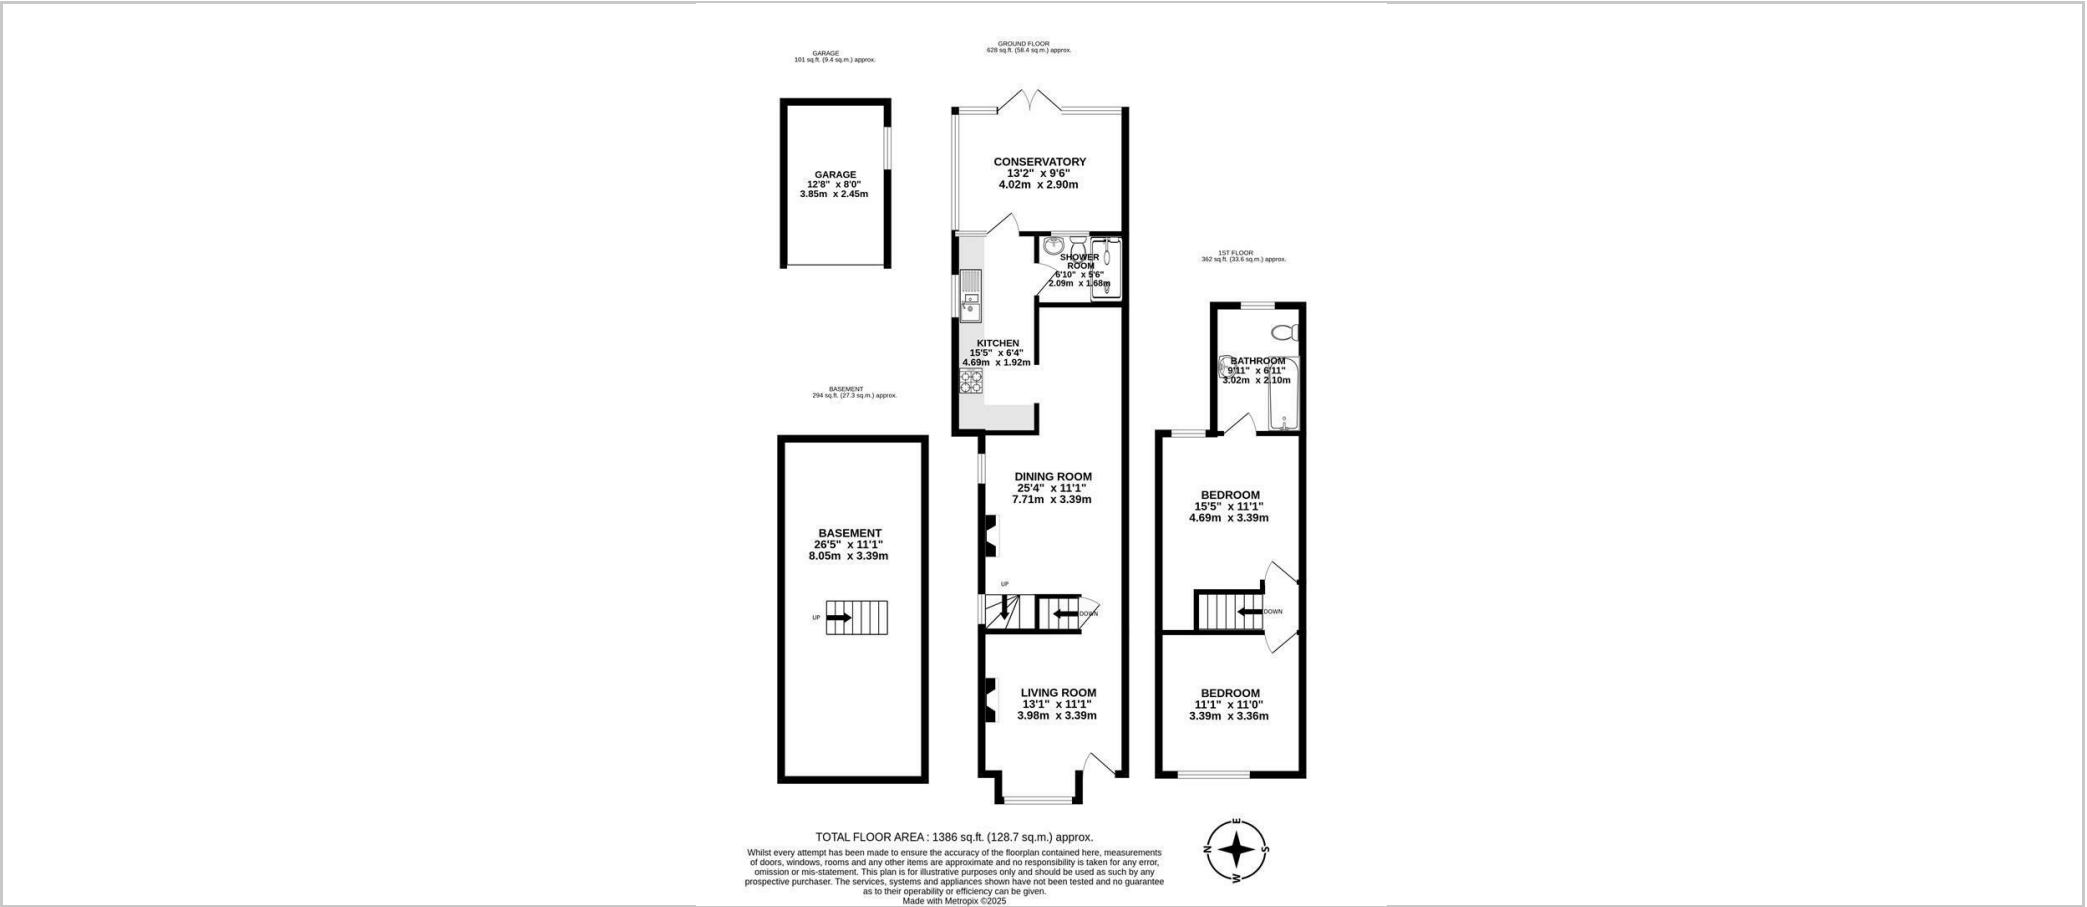 GARAGE
101 sq.ft. (9.4 sq.m.) approx.
GARAGE
12'8" x 8'0"
3.85m x 2.45m
BASEMENT
294 sq.ft. (27.3 sq.m.) approx.
BASEMENT
26'5" x 11'1"
8.05m x 3.39m
UP
GROUND FLOOR
628 sq.ft. (58.4 sq.m.) approx.
CONSERVATORY
13'2" x 9'6"
4.02m x 2.90m
SHOWER
ROOM
6'10" x 5'6"
2.09m x 1.68m
KITCHEN
15'5" x 6'4"
4.69m x 1.92m
DINING ROOM
25'4" x 11'1"
7.71m x 3.39m
UP
DOWN
LIVING ROOM
13'1" x 11'1"
3.98m x 3.39m
1ST FLOOR
362 sq.ft. (33.6 sq.m.) approx.
BATHROOM
9'11" x 6'11"
3.02m x 2.10m
BEDROOM
15'5" x 11'1"
4.69m x 3.39m
DOWN
BEDROOM
11'1" x 11'0"
3.39m x 3.36m
TOTAL FLOOR AREA : 1386 sq.ft. (128.7 sq.m.) approx.
Whilst every attempt has been made to ensure the accuracy of the floorplan contained here, measurements
of doors, windows, rooms and any other items are approximate and no responsibility is taken for any error,
omission or mis-statement. This plan is for illustrative purposes only and should be used as such by any
prospective purchaser. The services, systems and appliances shown have not been tested and no guarantee
as to their operability or efficiency can be given.
Made with Metropix ©2025
E
N
S
W